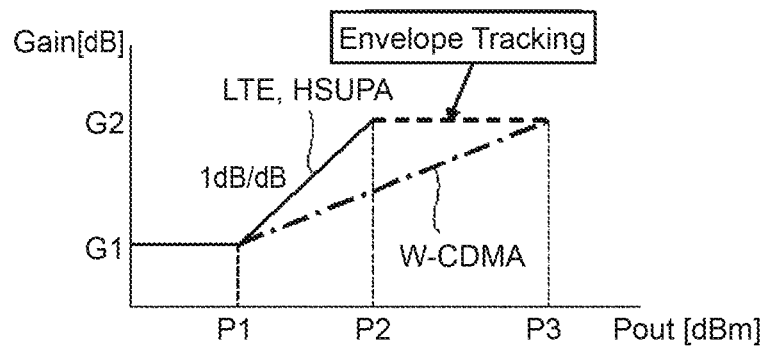 Gain[dB]
Envelope Tracking
LTE, HSUPA
G2
1dB/dB
G1
W-CDMA
P1 P2 P3 Pout [dBm]